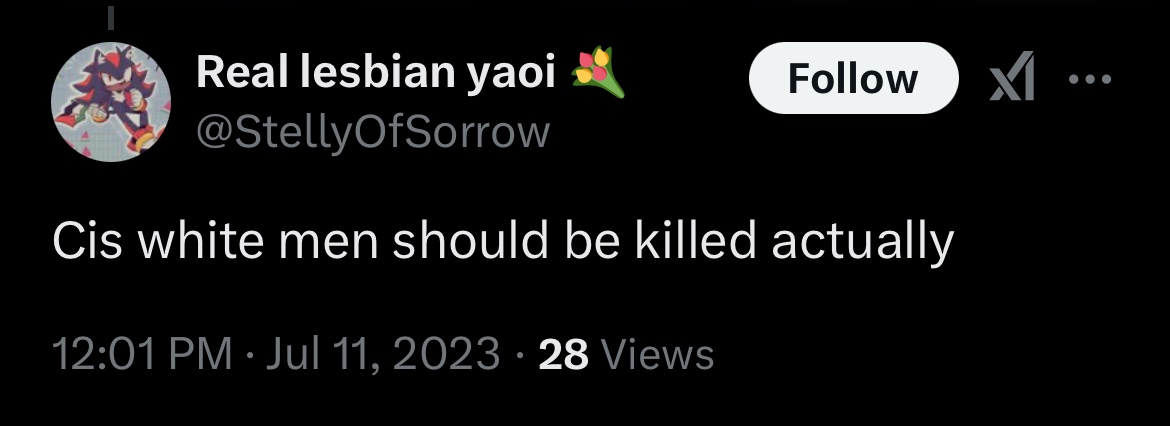 Real lesbian yaoi 💐
Follow
@StellyOfSorrow
Cis white men should be killed actually
12:01 PM · Jul 11, 2023 · 28 Views